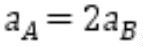 a_A = 2a_B